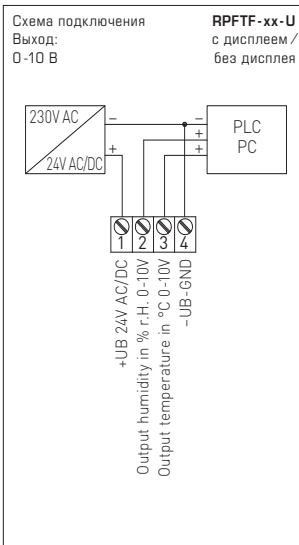 Схема подключения
Выход:
0-10 В
RPFTF-xx-U
с дисплеем /
без дисплея
230V AC
24V AC/DC
–
+
–
+
+
PLC
PC
1 2 3 4
+UB 24V AC/DC
Output humidity in % r.H. 0-10V
Output temperature in °C 0-10V
–UB-GND